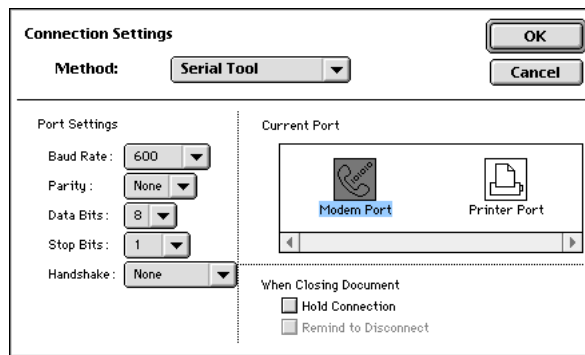 Connection Settings
OK
Method: Serial Tool
Cancel
Port Settings
Baud Rate: 600
Parity: None
Data Bits: 8
Stop Bits: 1
Handshake: None
Current Port
Modem Port
Printer Port
When Closing Document
Hold Connection
Remind to Disconnect